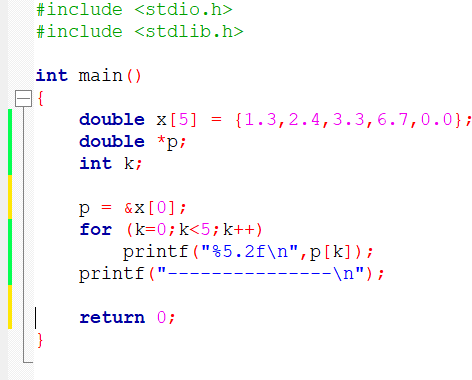 #include <stdio.h>
#include <stdlib.h>

int main()
{
    double x[5] = {1.3,2.4,3.3,6.7,0.0};
    double *p;
    int k;

    p = &x[0];
    for (k=0;k<5;k++)
        printf("%5.2f\n",p[k]);
    printf("---------------\n");

    return 0;
}